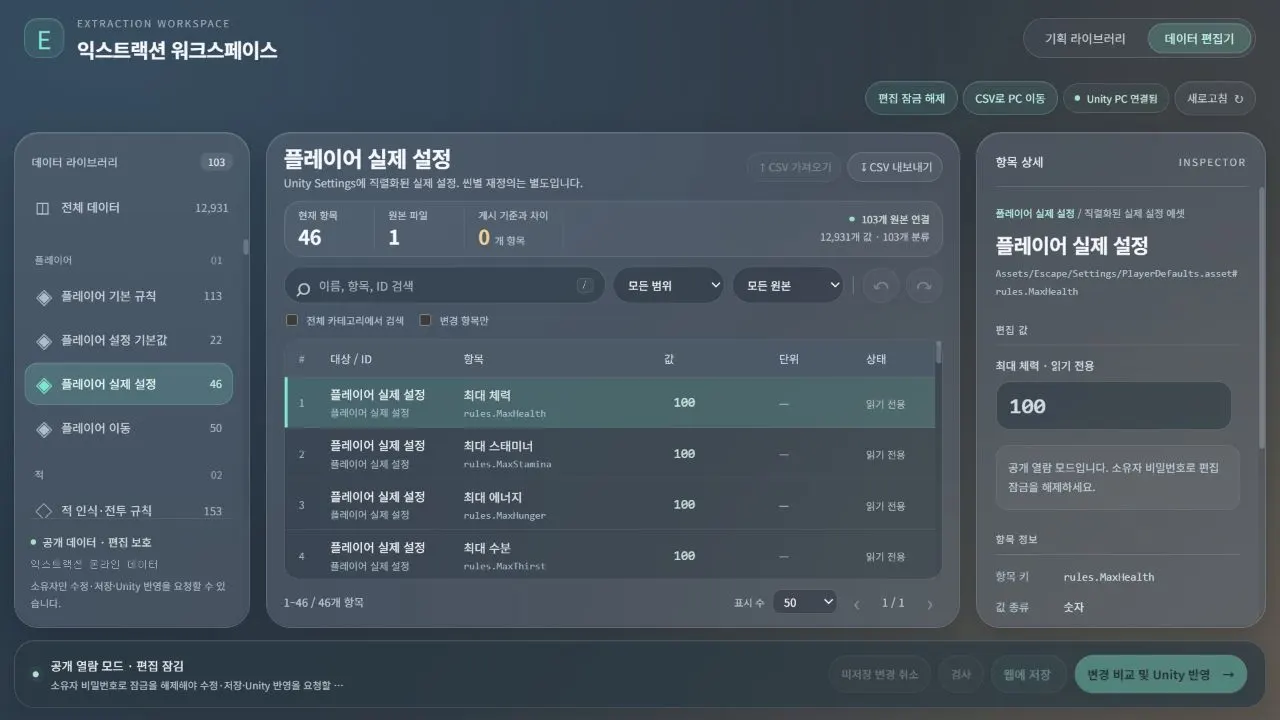 E
EXTRACTION WORKSPACE
익스트랙션 워크스페이스
기획 라이브러리
데이터 편집기
편집 잠금 해제
CSV로 PC 이동
Unity PC 연결됨
새로고침 ↻
데이터 라이브러리 103
전체 데이터 12,931
플레이어 01
플레이어 기본 규칙 113
플레이어 설정 기본값 22
플레이어 실제 설정 46
플레이어 이동 50
적 02
적 인식·전투 규칙 153
공개 데이터 · 편집 보호
익스트랙션 온라인 데이터
소유자만 수정·저장·Unity 반영을 요청할 수 있
습니다.
플레이어 실제 설정
Unity Settings에 직렬화된 실제 설정. 씬별 재정의는 별도입니다.
↑ CSV 가져오기
↧ CSV 내보내기
현재 항목
46
원본 파일
1
게시 기준과 차이
0 개 항목
103개 원본 연결
12,931개 값 · 103개 분류
이름, 항목, ID 검색 /
모든 범위
모든 원본
전체 카테고리에서 검색
변경 항목만
# 대상 / ID 항목 값 단위 상태
1 플레이어 실제 설정 최대 체력 100 — 읽기 전용
플레이어 실제 설정 rules.MaxHealth
2 플레이어 실제 설정 최대 스태미너 100 — 읽기 전용
플레이어 실제 설정 rules.MaxStamina
3 플레이어 실제 설정 최대 에너지 100 — 읽기 전용
플레이어 실제 설정 rules.MaxHunger
4 플레이어 실제 설정 최대 수분 100 — 읽기 전용
플레이어 실제 설정 rules.MaxThirst
1–46 / 46개 항목
표시 수 50
‹ 1 / 1 ›
항목 상세 INSPECTOR
플레이어 실제 설정 / 직렬화된 실제 설정 에셋
플레이어 실제 설정
Assets/Escape/Settings/PlayerDefaults.asset#
rules.MaxHealth
편집 값
최대 체력 · 읽기 전용
100
공개 열람 모드입니다. 소유자 비밀번호로 편집
잠금을 해제하세요.
항목 정보
항목 키 rules.MaxHealth
값 종류 숫자
공개 열람 모드 · 편집 잠김
소유자 비밀번호로 잠금을 해제해야 수정·저장·Unity 반영을 요청할 ⋯
미저장 변경 취소
검사
웹에 저장
변경 비교 및 Unity 반영 →